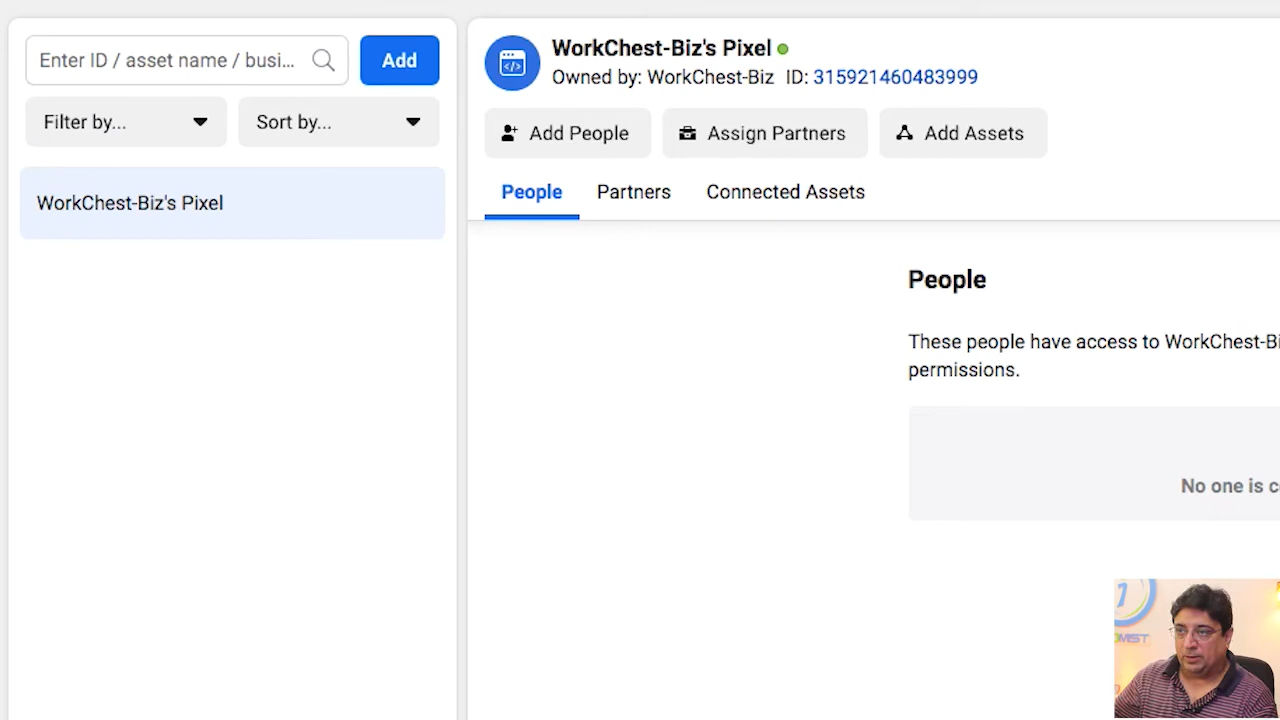 Enter ID / asset name / busi...
Add
Filter by...
Sort by...
WorkChest-Biz's Pixel
WorkChest-Biz's Pixel
Owned by: WorkChest-Biz ID: 315921460483999
Add People
Assign Partners
Add Assets
People
Partners
Connected Assets
People
These people have access to WorkChest-Bi
permissions.
No one is c